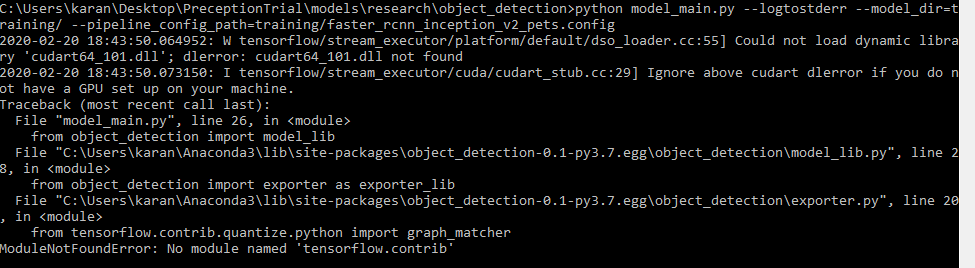 C:\Users\karan\Desktop\PreceptionTrial\models\research\object_detection>python model_main.py --logtostderr --model_dir=t
raining/ --pipeline_config_path=training/faster_rcnn_inception_v2_pets.config
2020-02-20 18:43:50.064952: W tensorflow/stream_executor/platform/default/dso_loader.cc:55] Could not load dynamic libra
ry 'cudart64_101.dll'; dlerror: cudart64_101.dll not found
2020-02-20 18:43:50.073150: I tensorflow/stream_executor/cuda/cudart_stub.cc:29] Ignore above cudart dlerror if you do n
ot have a GPU set up on your machine.
Traceback (most recent call last):
  File "model_main.py", line 26, in <module>
    from object_detection import model_lib
  File "C:\Users\karan\Anaconda3\lib\site-packages\object_detection-0.1-py3.7.egg\object_detection\model_lib.py", line 2
8, in <module>
    from object_detection import exporter as exporter_lib
  File "C:\Users\karan\Anaconda3\lib\site-packages\object_detection-0.1-py3.7.egg\object_detection\exporter.py", line 20
, in <module>
    from tensorflow.contrib.quantize.python import graph_matcher
ModuleNotFoundError: No module named 'tensorflow.contrib'